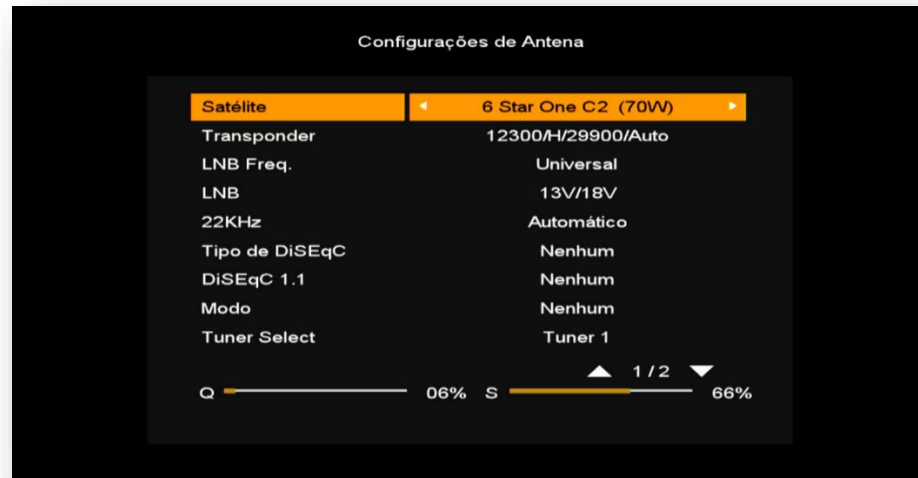 Configurações de Antena
Satélite 6 Star One C2 (70W)
Transponder 12300/H/29900/Auto
LNB Freq. Universal
LNB 13V/18V
22KHz Automático
Tipo de DiSEqC Nenhum
DiSEqC 1.1 Nenhum
Modo Nenhum
Tuner Select Tuner 1
1/2
Q 06% S 66%